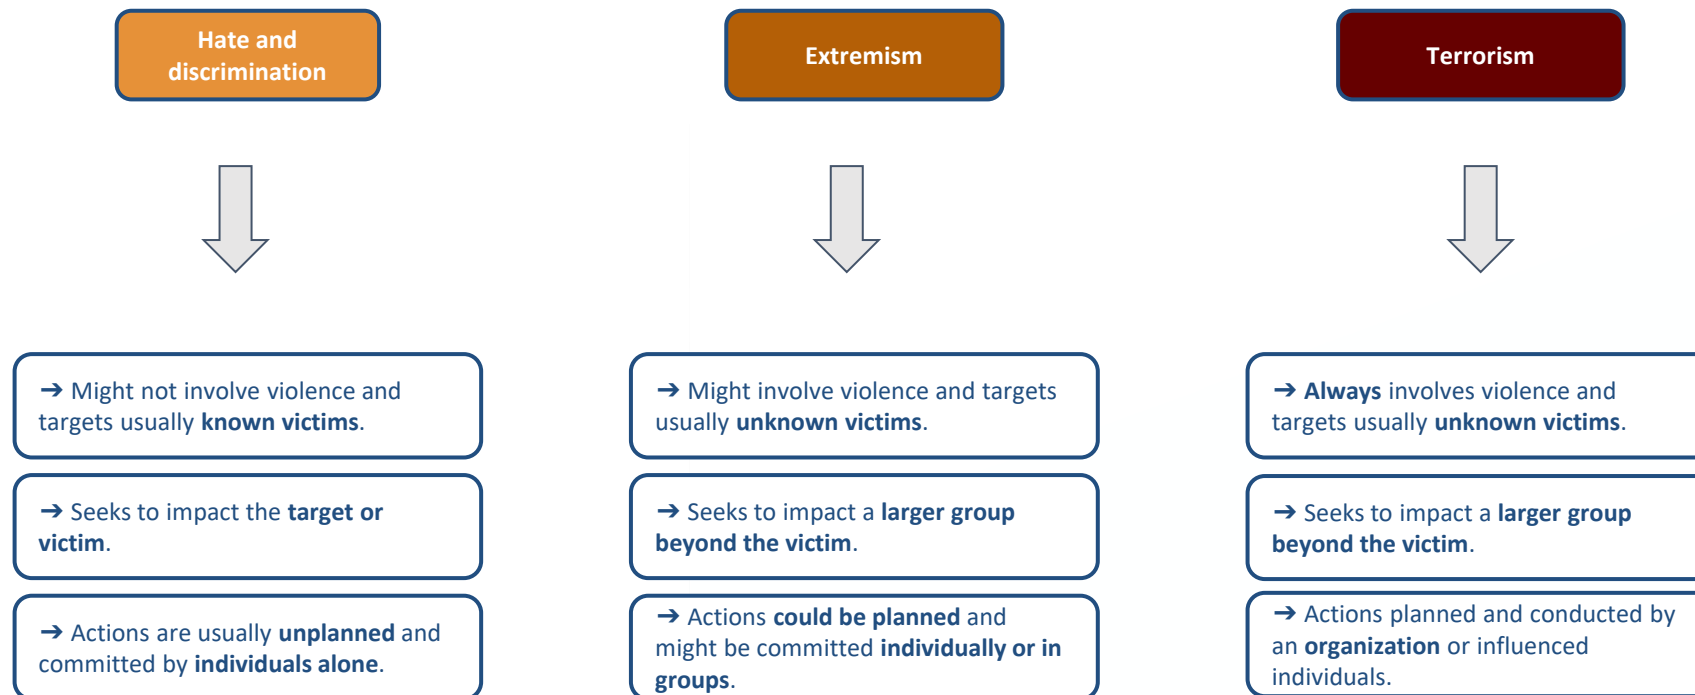 Hate and
discrimination
Extremism
Terrorism
➔ Might not involve violence and
targets usually known victims.
➔ Might involve violence and targets
usually unknown victims.
➔ Always involves violence and
targets usually unknown victims.
➔ Seeks to impact the target or
victim.
➔ Seeks to impact a larger group
beyond the victim.
➔ Seeks to impact a larger group
beyond the victim.
➔ Actions are usually unplanned and
committed by individuals alone.
➔ Actions could be planned and
might be committed individually or in
groups.
➔ Actions planned and conducted by
an organization or influenced
individuals.